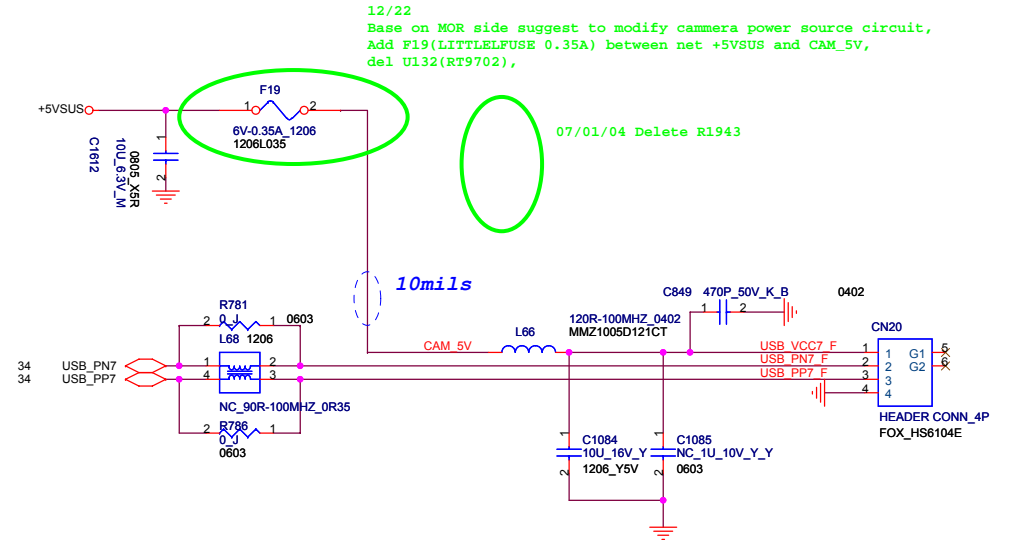 12/22
Base on MOR side suggest to modify cammera power source circuit,
Add F19(LITTLELFUSE 0.35A) between net +5VSUS and CAM_5V,
del U132(RT9702),
F19
+5VSUS
1
2
6V-0.35A_1206
1206L035
07/01/04 Delete R1943
C1612
10U_6.3V_M
0805_X5R
1
2
10mils
R781
0_J
0603
2
1
L68
1206
34
USB_PN7
34
USB_PP7
1
2
4
3
NC_90R-100MHZ_0R35
R786
0_J
0603
2
1
CAM_5V
L66
120R-100MHZ_0402
MMZ1005D121CT
C849
470P_50V_K_B
0402
1
2
USB_VCC7_F
USB_PN7_F
USB_PP7_F
CN20
1
2
3
4
1
2
3
4
G1
G2
5
6
HEADER CONN_4P
FOX_HS6104E
C1084
10U_16V_Y
1206_Y5V
1
2
C1085
NC_1U_10V_Y_Y
0603
1
2